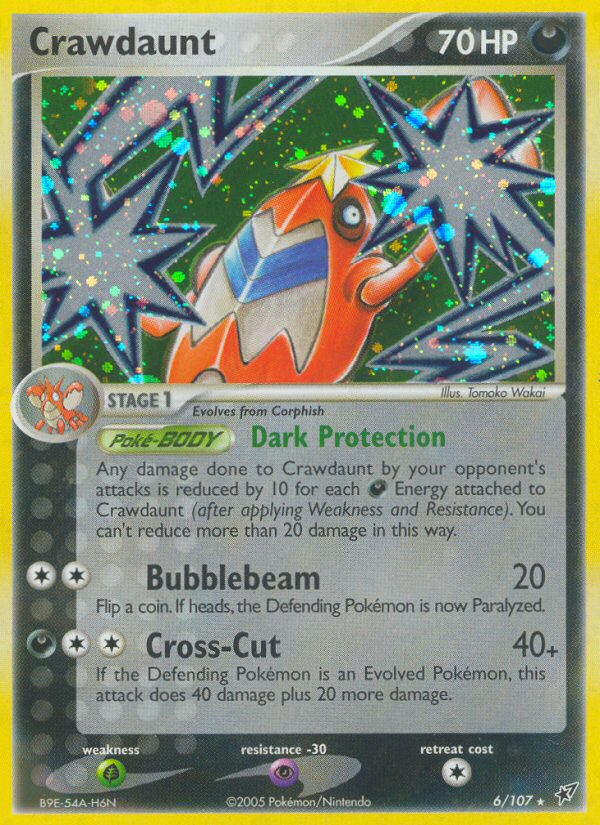 Crawdaunt 70 HP
Illus. Tomoko Wakai
STAGE 1
Evolves from Corphish
Poké-BODY Dark Protection
Any damage done to Crawdaunt by your opponent's
attacks is reduced by 10 for each Energy attached to
Crawdaunt (after applying Weakness and Resistance). You
can't reduce more than 20 damage in this way.
Bubblebeam 20
Flip a coin. If heads, the Defending Pokémon is now Paralyzed.
Cross-Cut 40+
If the Defending Pokémon is an Evolved Pokémon, this
attack does 40 damage plus 20 more damage.
weakness resistance -30 retreat cost
B9E-54A-H6N ©2005 Pokémon/Nintendo 6/107 ★